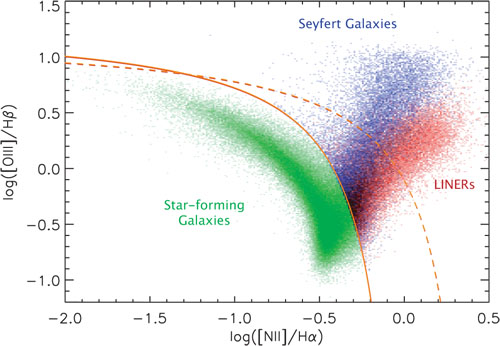 Seyfert Galaxies
LINERs
Star-forming
Galaxies
log([OIII]/Hβ)
1.5
1.0
0.5
0.0
−0.5
−1.0
−2.0 −1.5 −1.0 −0.5 0.0 0.5
log([NII]/Hα)